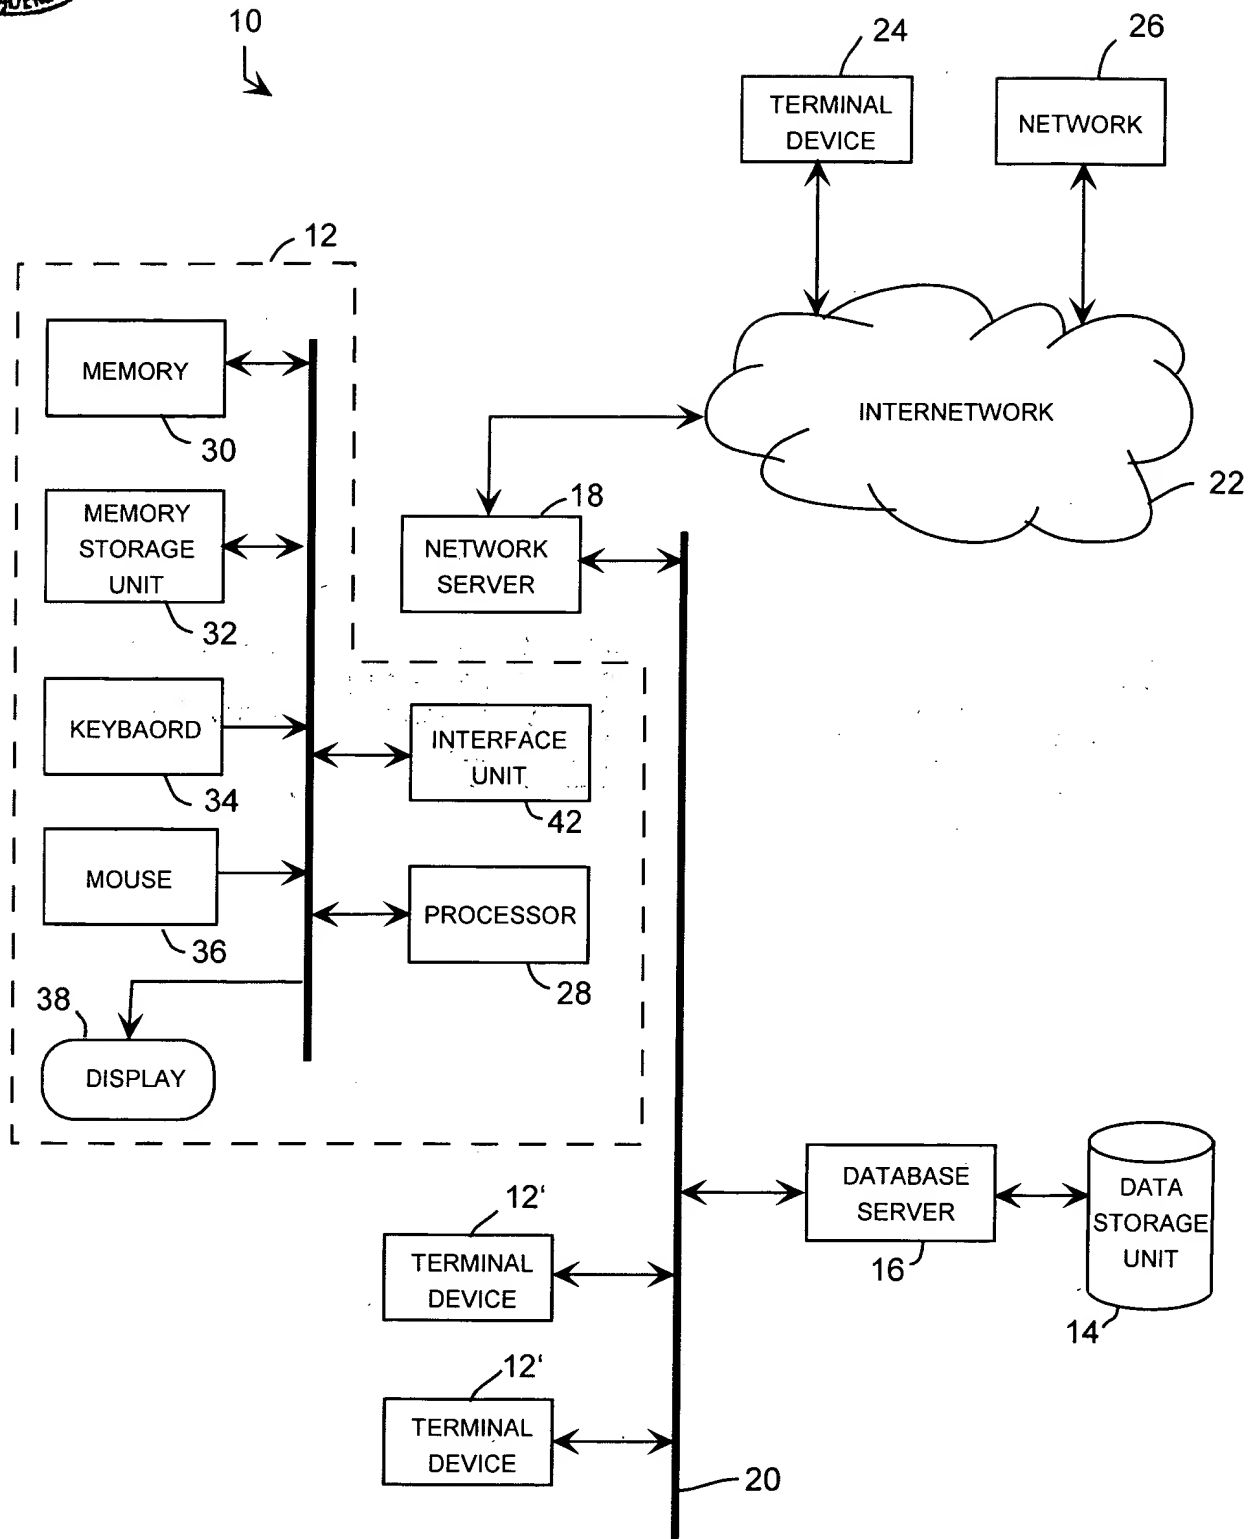 10
24
26
TERMINAL
DEVICE
NETWORK
12
MEMORY
30
INTERNETWORK
22
MEMORY
STORAGE
UNIT
32
18
NETWORK
SERVER
KEYBAORD
34
INTERFACE
UNIT
42
MOUSE
36
PROCESSOR
28
38
DISPLAY
DATABASE
SERVER
16
DATA
STORAGE
UNIT
14
12'
TERMINAL
DEVICE
12'
TERMINAL
DEVICE
20